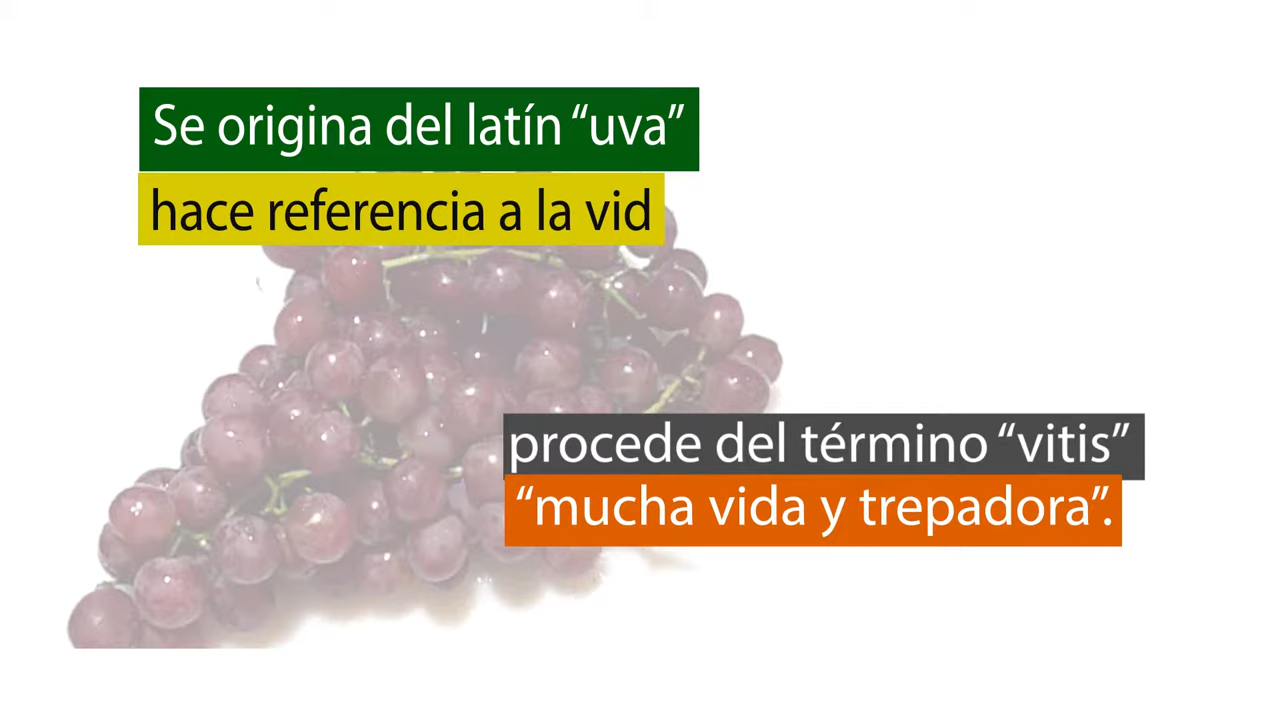 Se origina del latín “uva”
hace referencia a la vid
procede del término “vitis”
“mucha vida y trepadora”.